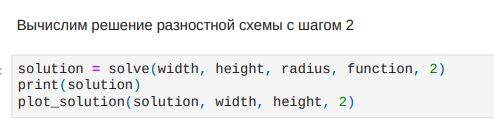 Вычислим решение разностной схемы с шагом 2
solution = solve(width, height, radius, function, 2)
print(solution)
plot_solution(solution, width, height, 2)